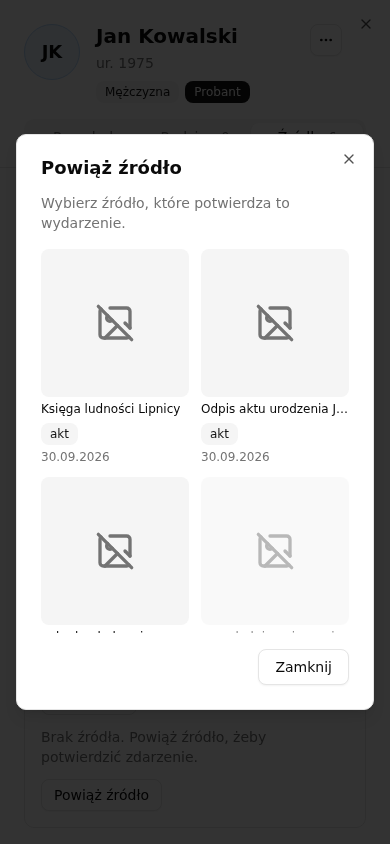 JK
Jan Kowalski
ur. 1975
Mężczyzna
Probant
Powiąż źródło
Wybierz źródło, które potwierdza to
wydarzenie.
Księga ludności Lipnicy
Odpis aktu urodzenia J...
akt
akt
30.09.2026
30.09.2026
Zamknij
Brak źródła. Powiąż źródło, żeby
potwierdzić zdarzenie.
Powiąż źródło